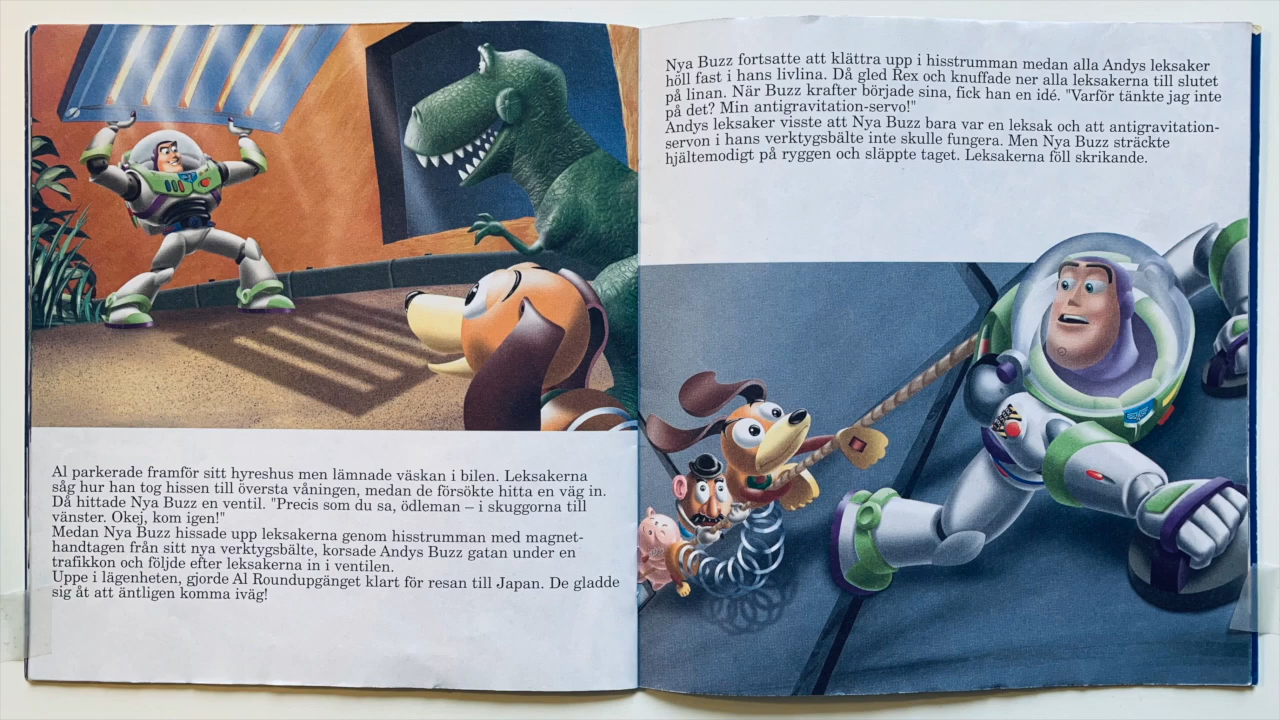 Al parkerade framför sitt hyreshus men lämnade väskan i bilen. Leksakerna
såg hur han tog hissen till översta våningen, medan de försökte hitta en väg in.
Då hittade Nya Buzz en ventil. "Precis som du sa, ödleman – i skuggorna till
vänster. Okej, kom igen!"
Medan Nya Buzz hissade upp leksakerna genom hisstrumman med magnet-
handtagen från sitt nya verktygsbälte, korsade Andys Buzz gatan under en
trafikkon och följde efter leksakerna in i ventilen.
Uppe i lägenheten, gjorde Al Roundupgänget klart för resan till Japan. De gladde
sig åt att äntligen komma iväg!
Nya Buzz fortsatte att klättra upp i hisstrumman medan alla Andys leksaker
höll fast i hans livlina. Då gled Rex och knuffade ner alla leksakerna till slutet
på linan. När Buzz krafter började sina, fick han en idé. "Varför tänkte jag inte
på det? Min antigravitation-servo!"
Andys leksaker visste att Nya Buzz bara var en leksak och att antigravitation-
servon i hans verktygsbälte inte skulle fungera. Men Nya Buzz sträckte
hjältemodigt på ryggen och släppte taget. Leksakerna föll skrikande.